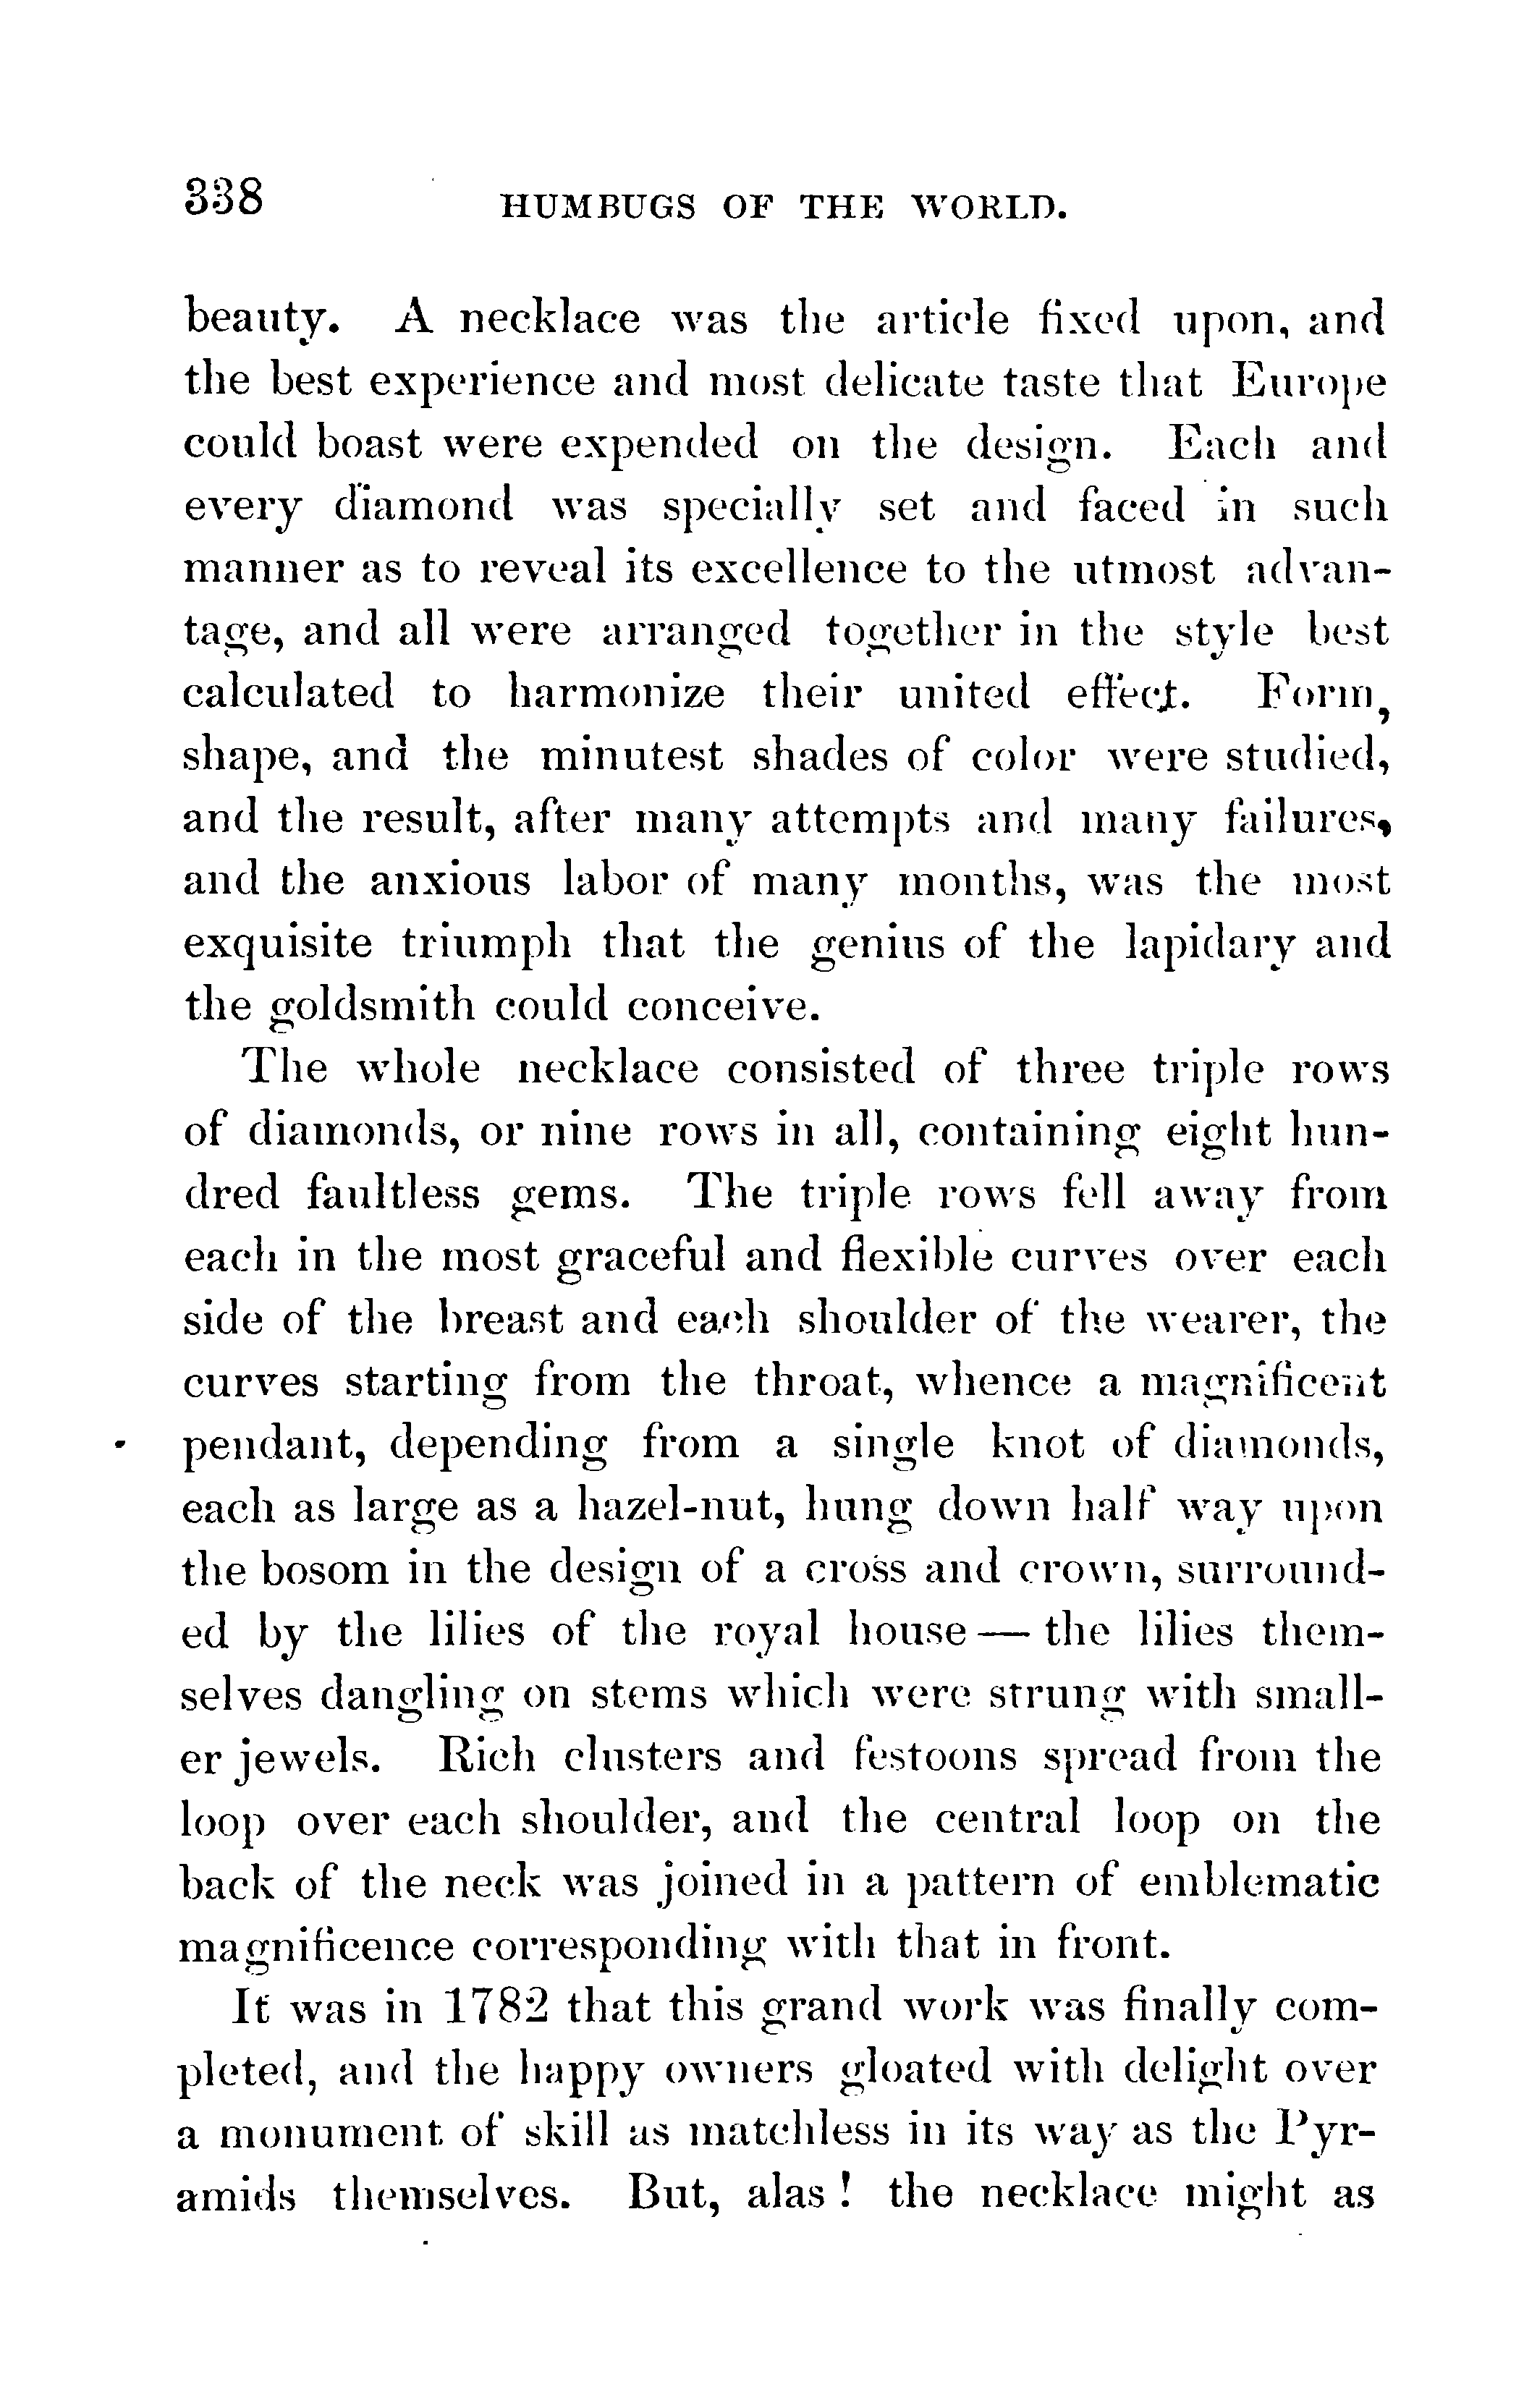 338 HUMBUGS OF THE WORLD.
beauty. A necklace was the article fixed upon, and
the best experience and most delicate taste that Europe
could boast were expended on the design. Each and
every diamond was specially set and faced in such
manner as to reveal its excellence to the utmost advan-
tage, and all were arranged together in the style best
calculated to harmonize their united effect. Form,
shape, and the minutest shades of color were studied,
and the result, after many attempts and many failures,
and the anxious labor of many months, was the most
exquisite triumph that the genius of the lapidary and
the goldsmith could conceive.
The whole necklace consisted of three triple rows
of diamonds, or nine rows in all, containing eight hun-
dred faultless gems. The triple rows fell away from
each in the most graceful and flexible curves over each
side of the breast and each shoulder of the wearer, the
curves starting from the throat, whence a magnificent
pendant, depending from a single knot of diamonds,
each as large as a hazel-nut, hung down half way upon
the bosom in the design of a cross and crown, surround-
ed by the lilies of the royal house — the lilies them-
selves dangling on stems which were strung with small-
er jewels. Rich clusters and festoons spread from the
loop over each shoulder, and the central loop on the
back of the neck was joined in a pattern of emblematic
magnificence corresponding with that in front.
It was in 1782 that this grand work was finally com-
pleted, and the happy owners gloated with delight over
a monument of skill as matchless in its way as the Pyr-
amids themselves. But, alas ! the necklace might as